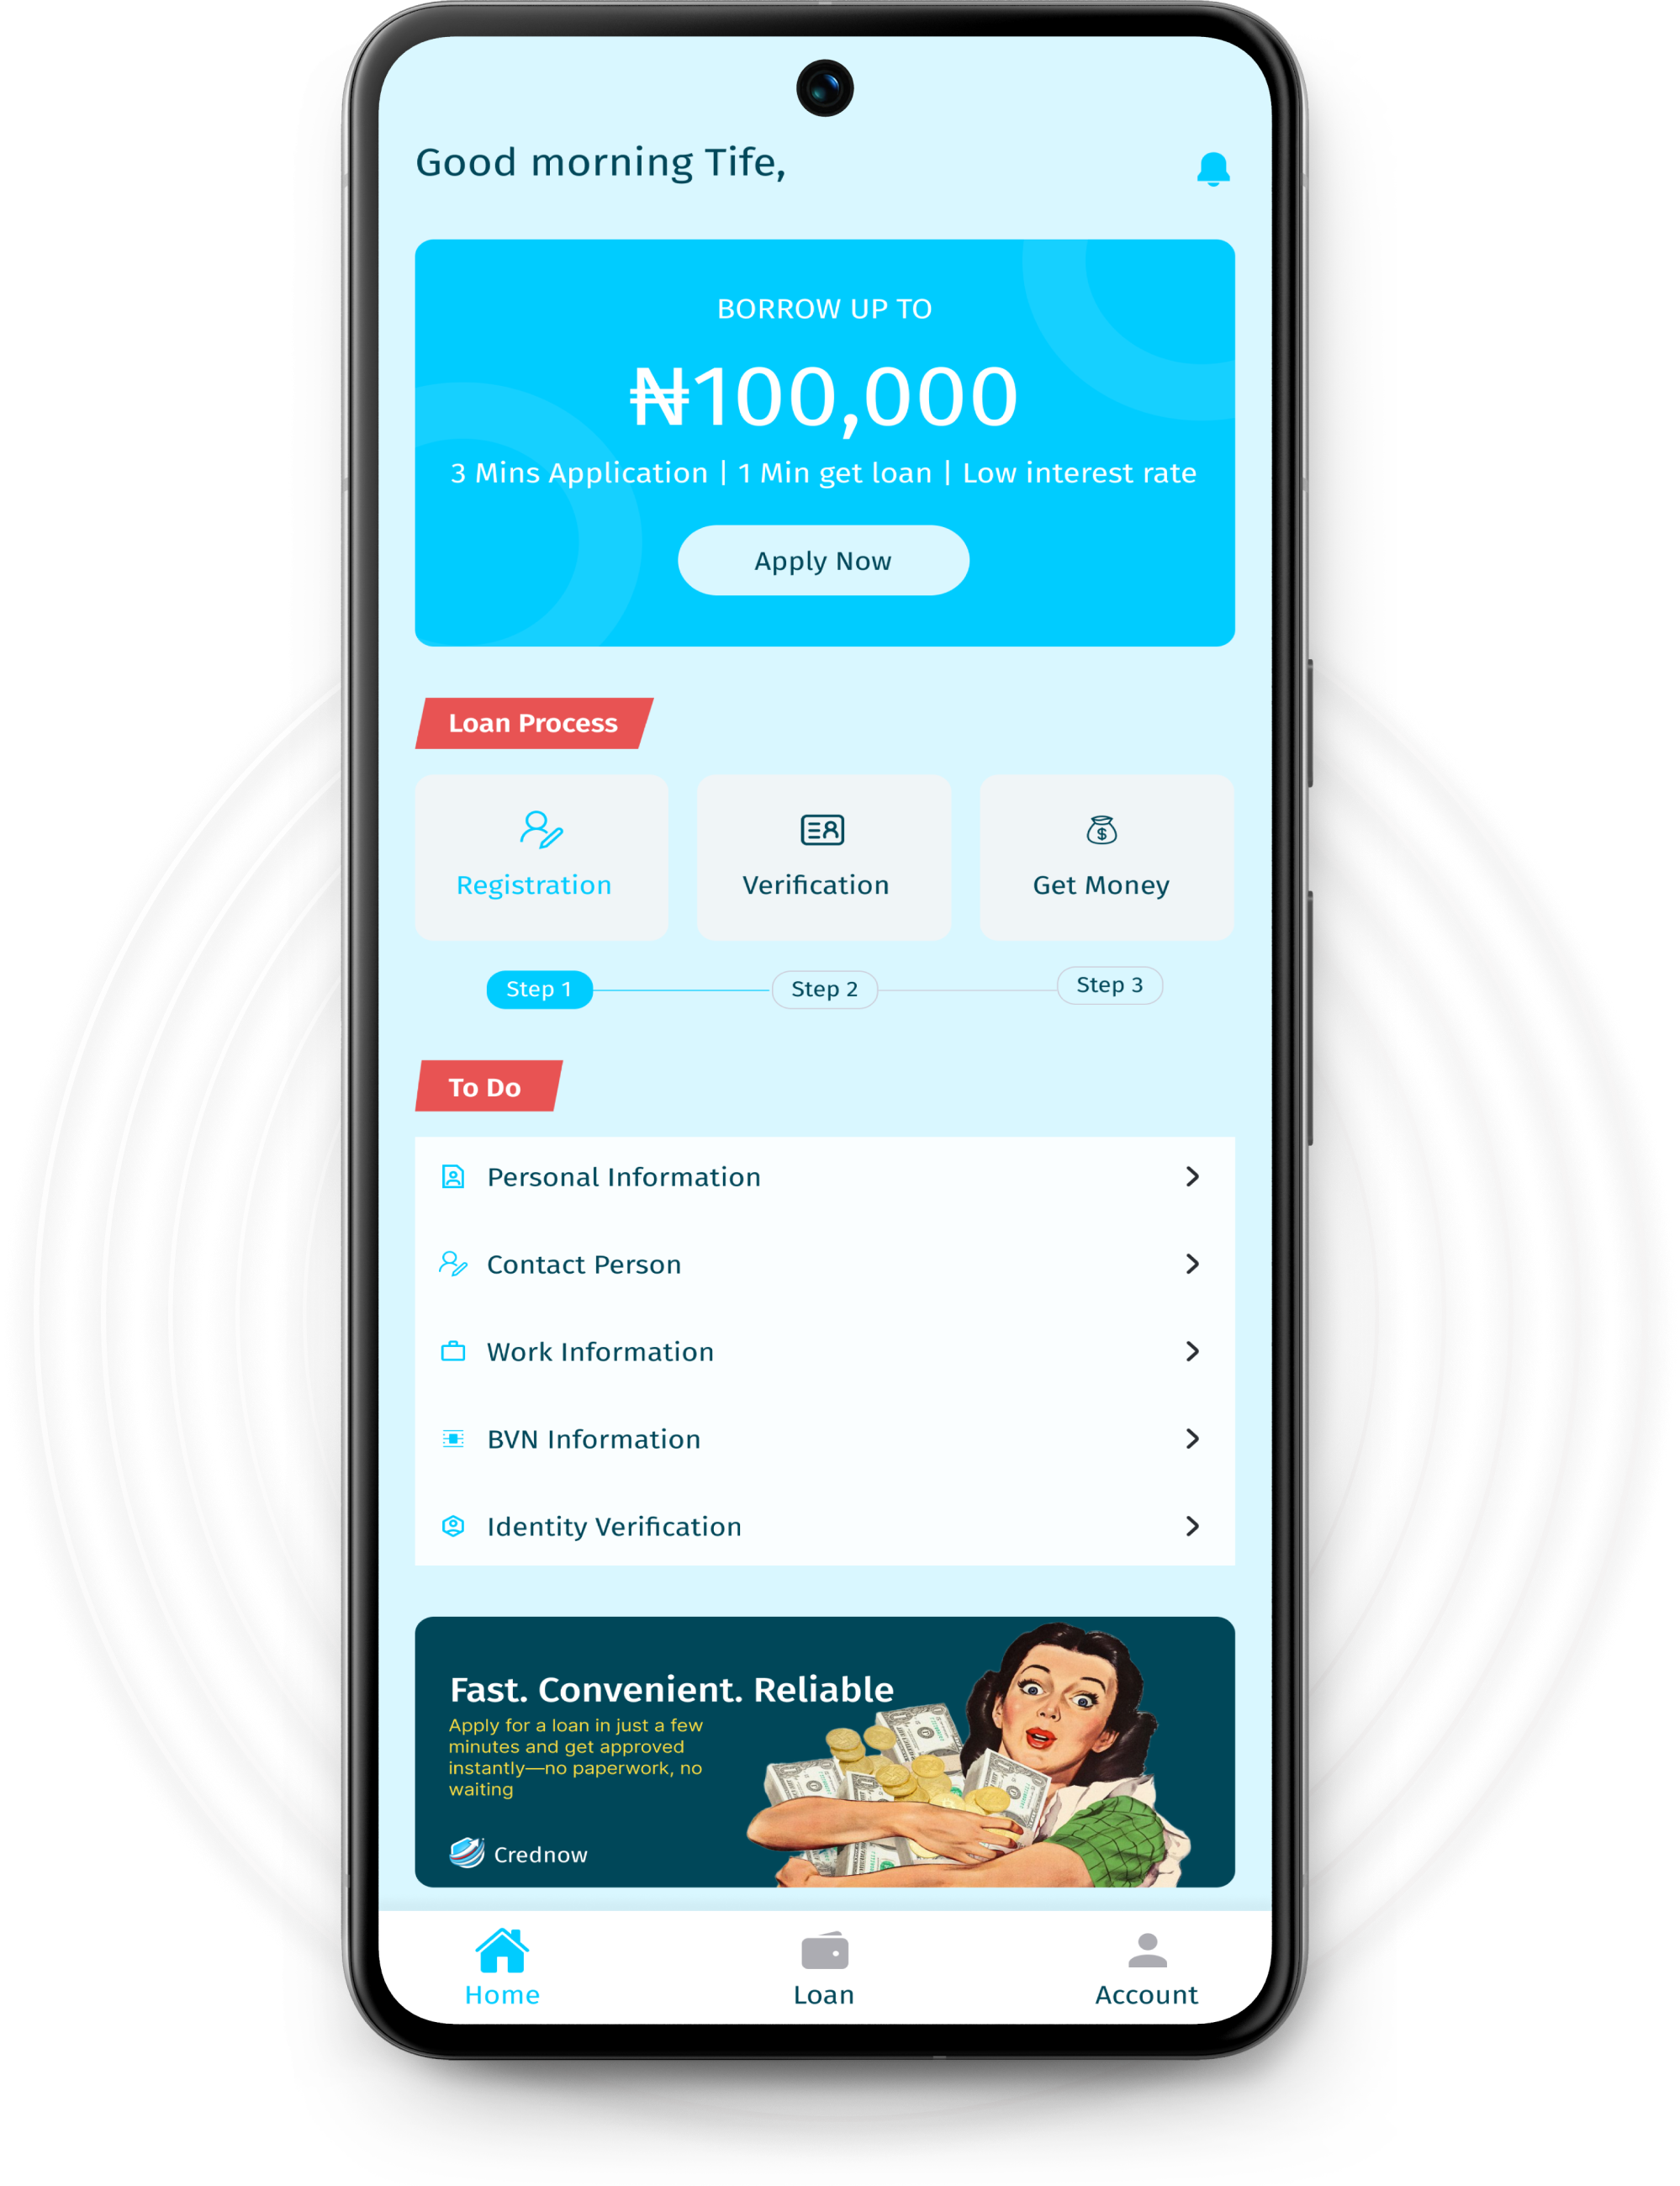 Good morning Tife,
BORROW UP TO
₦100,000
3 Mins Application | 1 Min get loan | Low interest rate
Apply Now
Loan Process
Registration
Verification
Get Money
Step 1
Step 2
Step 3
To Do
Personal Information
Contact Person
Work Information
BVN Information
Identity Verification
Fast. Convenient. Reliable
Apply for a loan in just a few
minutes and get approved
instantly—no paperwork, no
waiting
Crednow
Home
Loan
Account